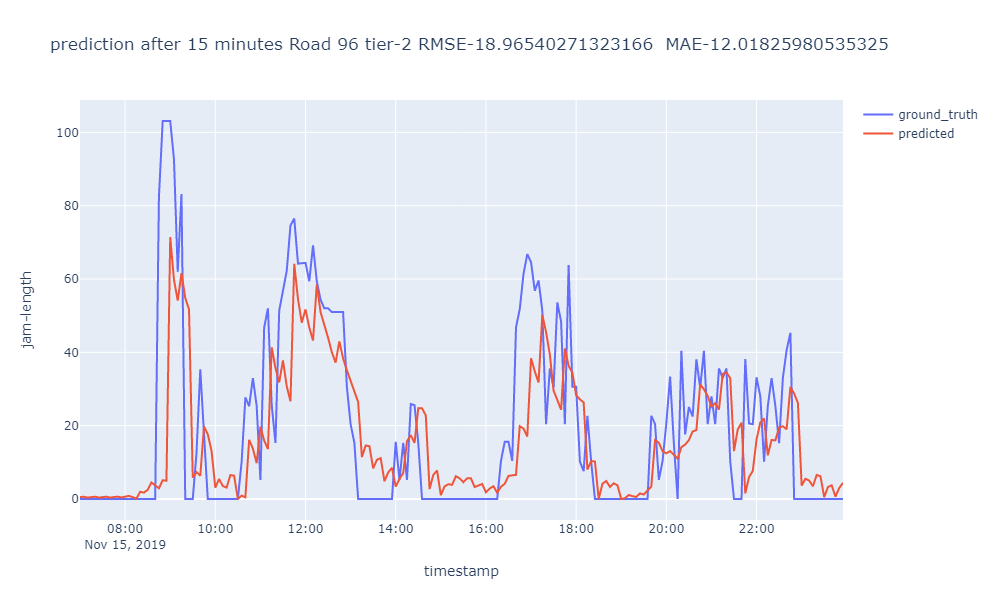 prediction after 15 minutes Road 96 tier-2 RMSE-18.96540271323166  MAE-12.01825980535325
ground_truth
predicted
jam-length
100
80
60
40
20
0
08:00 10:00 12:00 14:00 16:00 18:00 20:00 22:00
Nov 15, 2019
timestamp